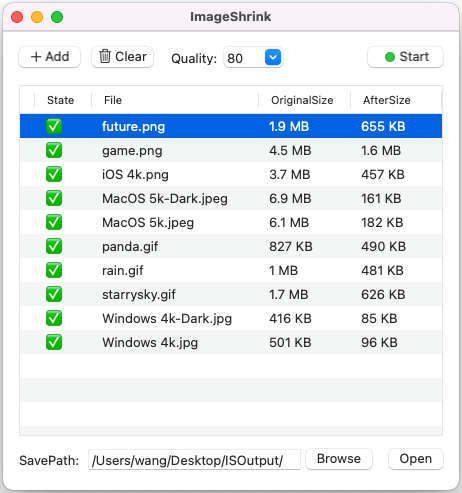 ImageShrink
+ Add Clear Quality: 80 Start
State File OriginalSize AfterSize
future.png 1.9 MB 655 KB
game.png 4.5 MB 1.6 MB
iOS 4k.png 3.7 MB 457 KB
MacOS 5k-Dark.jpeg 6.9 MB 161 KB
MacOS 5k.jpeg 6.1 MB 182 KB
panda.gif 827 KB 490 KB
rain.gif 1 MB 481 KB
starrysky.gif 1.7 MB 626 KB
Windows 4k-Dark.jpg 416 KB 85 KB
Windows 4k.jpg 501 KB 96 KB
SavePath: /Users/wang/Desktop/ISOutput/ Browse Open